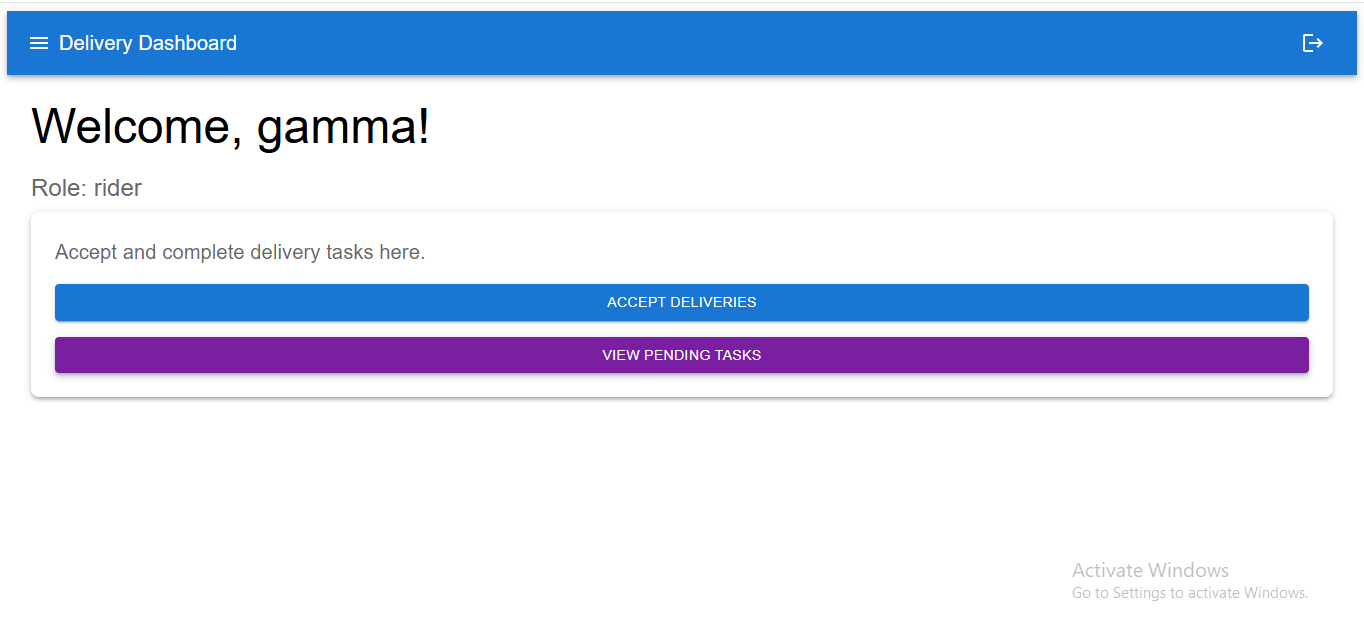 Delivery Dashboard
Welcome, gamma!
Role: rider
Accept and complete delivery tasks here.
ACCEPT DELIVERIES
VIEW PENDING TASKS
Activate Windows
Go to Settings to activate Windows.